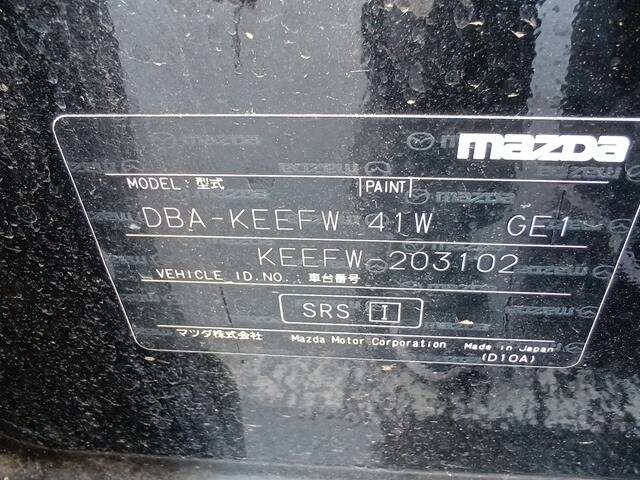 mazda
MODEL : 型式 PAINT
DBA-KEEFW 41W GE1
KEEFW-203102
VEHICLE ID.NO.: 車台番号
SRS I
マツダ株式会社 Mazda Motor Corporation Made in Japan
(D10A)